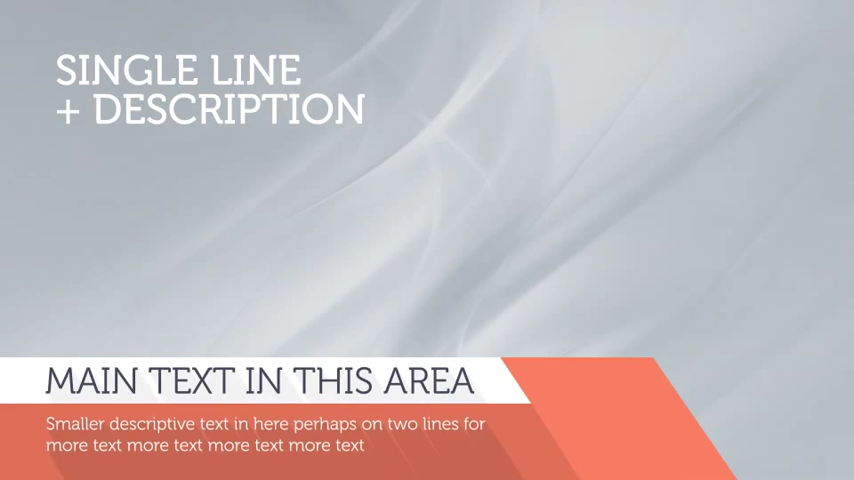 SINGLE LINE
+ DESCRIPTION
MAIN TEXT IN THIS AREA
Smaller descriptive text in here perhaps on two lines for
more text more text more text more text